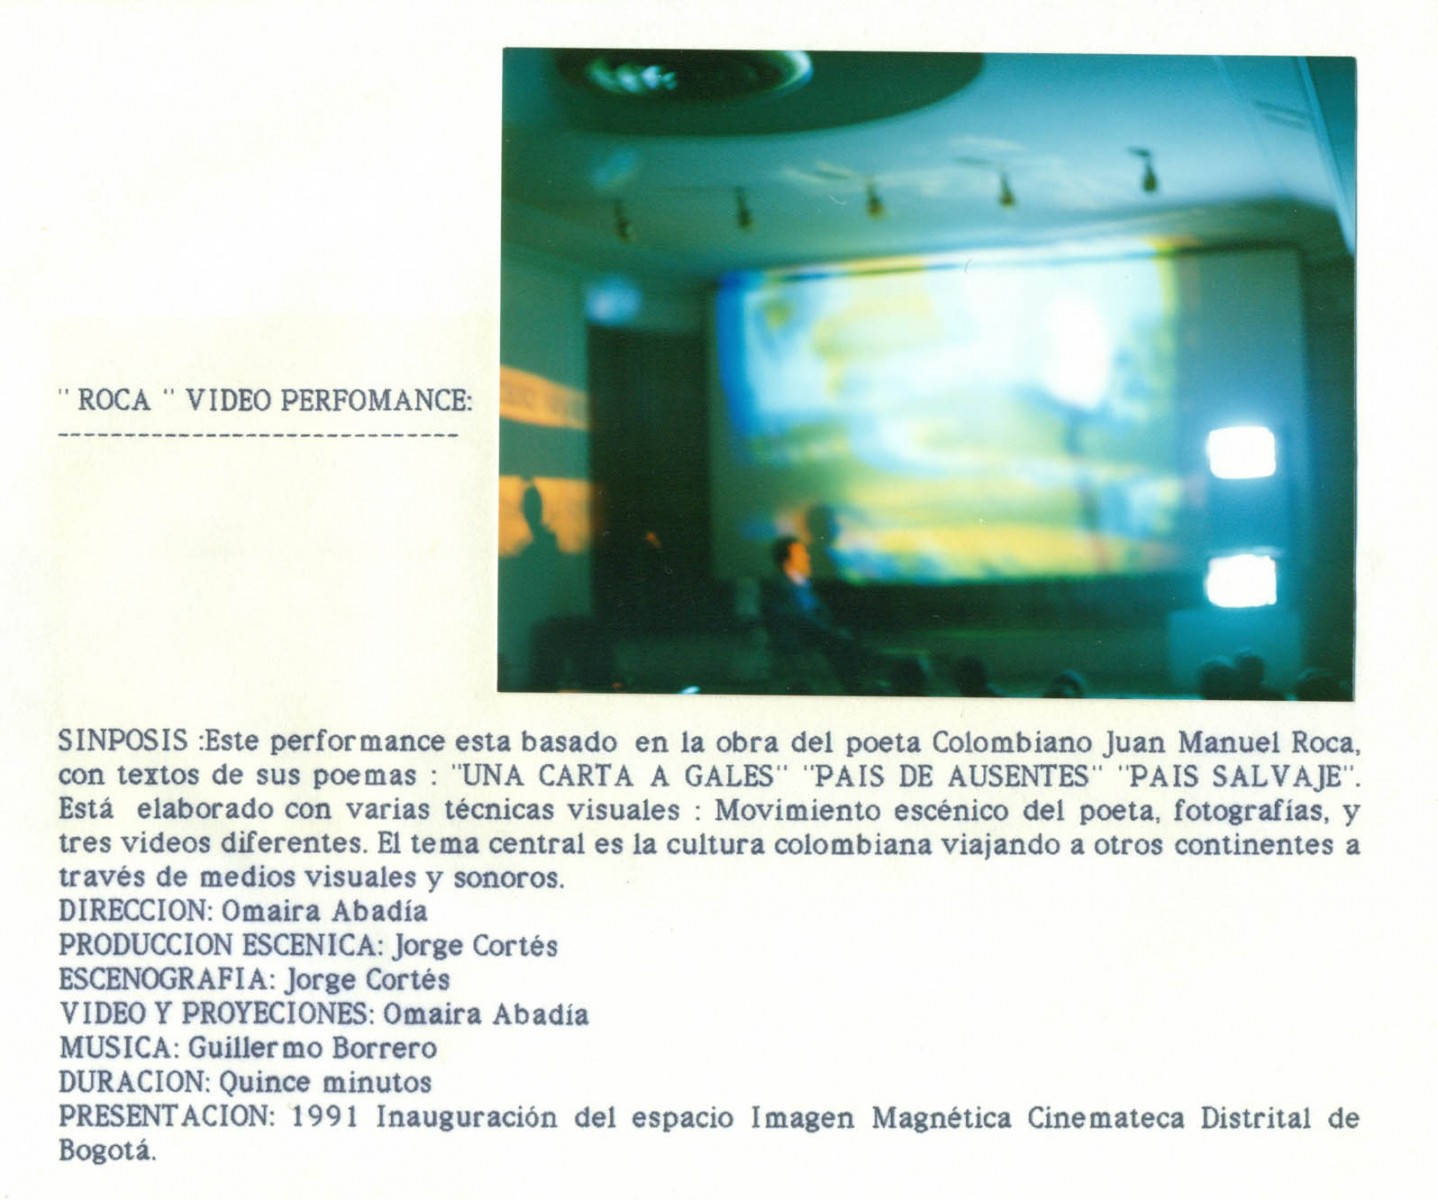 " ROCA " VIDEO PERFOMANCE:
------------------------------
SINPOSIS :Este performance esta basado en la obra del poeta Colombiano Juan Manuel Roca,
con textos de sus poemas : "UNA CARTA A GALES" "PAIS DE AUSENTES" "PAIS SALVAJE".
Está elaborado con varias técnicas visuales : Movimiento escénico del poeta, fotografías, y
tres videos diferentes. El tema central es la cultura colombiana viajando a otros continentes a
través de medios visuales y sonoros.
DIRECCION: Omaira Abadía
PRODUCCION ESCENICA: Jorge Cortés
ESCENOGRAFIA: Jorge Cortés
VIDEO Y PROYECIONES: Omaira Abadía
MUSICA: Guillermo Borrero
DURACION: Quince minutos
PRESENTACION: 1991 Inauguración del espacio Imagen Magnética Cinemateca Distrital de
Bogotá.